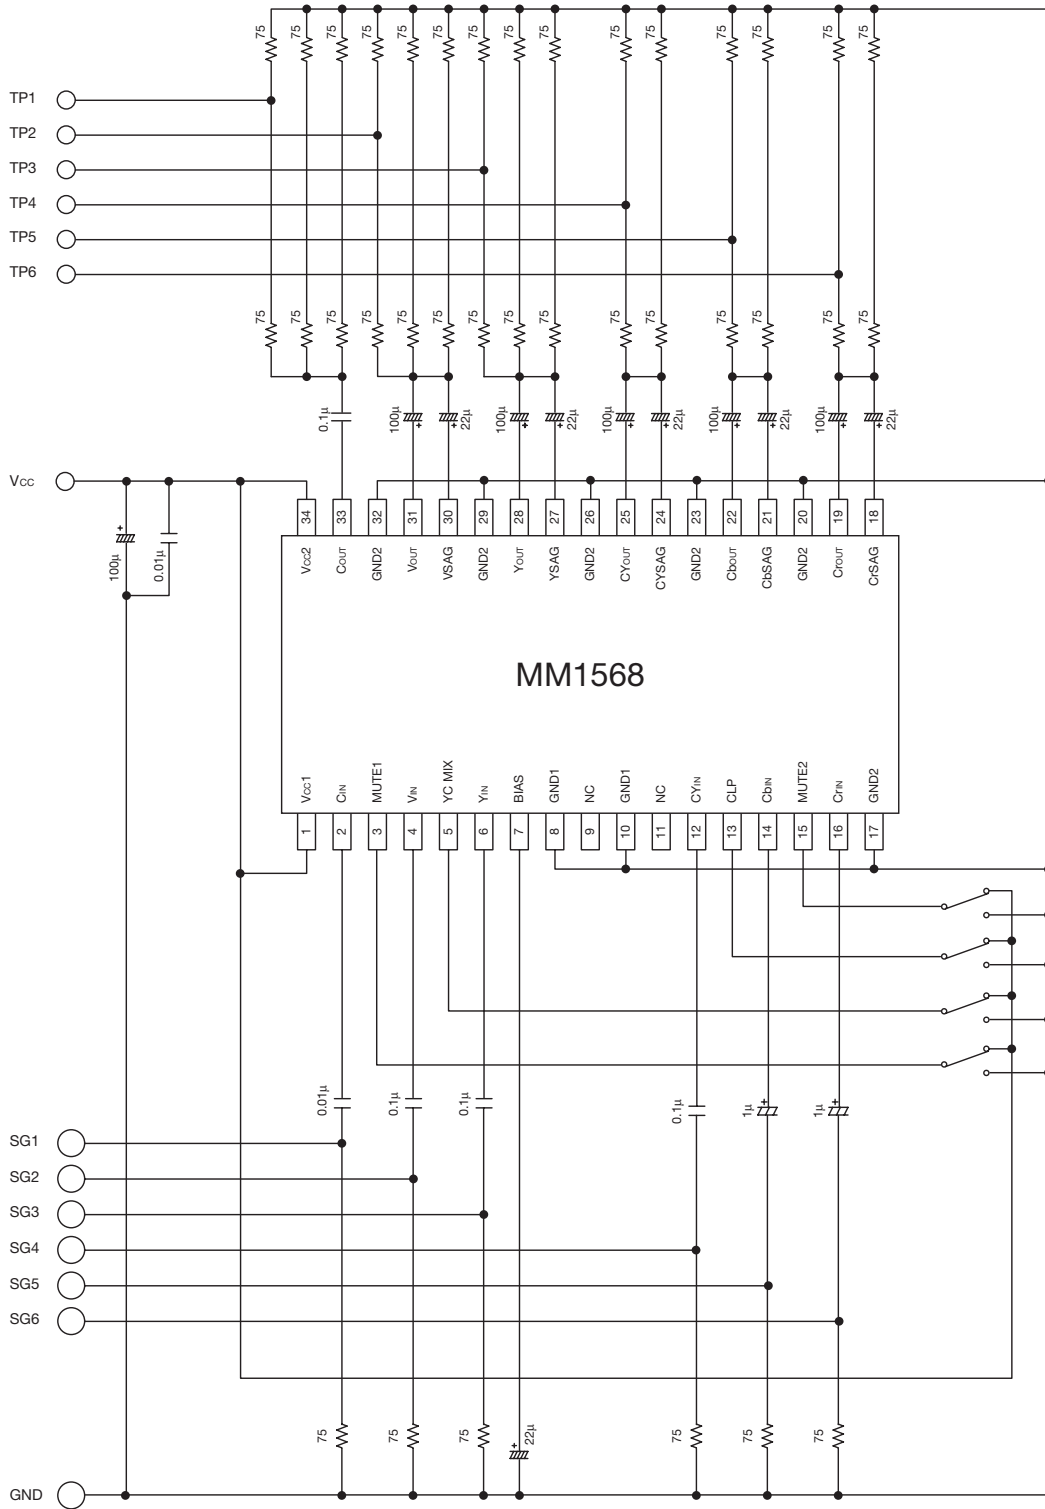 75 75 75 75 75 75 75 75 75 75 75 75 75 75 75
TP1
TP2
TP3
TP4
TP5
TP6
75 75 75 75 75 75 75 75 75 75 75 75 75 75 75
0.1μ 100μ 22μ 100μ 22μ 100μ 22μ 100μ 22μ 100μ 22μ
+ + + + + + + + + +
VCC
34 33 32 31 30 29 28 27 26 25 24 23 22 21 20 19 18
+
100μ 0.01μ
VCC2 COUT GND2 VOUT VSAG GND2 YOUT YSAG GND2 CYOUT CYSAG GND2 CbOUT CbSAG GND2 CrOUT CrSAG
MM1568
VCC1 CIN MUTE1 VIN YC MIX YIN BIAS GND1 NC GND1 NC CYIN CLP CbIN MUTE2 CrIN GND2
1 2 3 4 5 6 7 8 9 10 11 12 13 14 15 16 17
0.01μ 0.1μ 0.1μ 0.1μ + 1μ + 1μ
SG1
SG2
SG3
SG4
SG5
SG6
75 75 75 + 22μ 75 75 75
GND